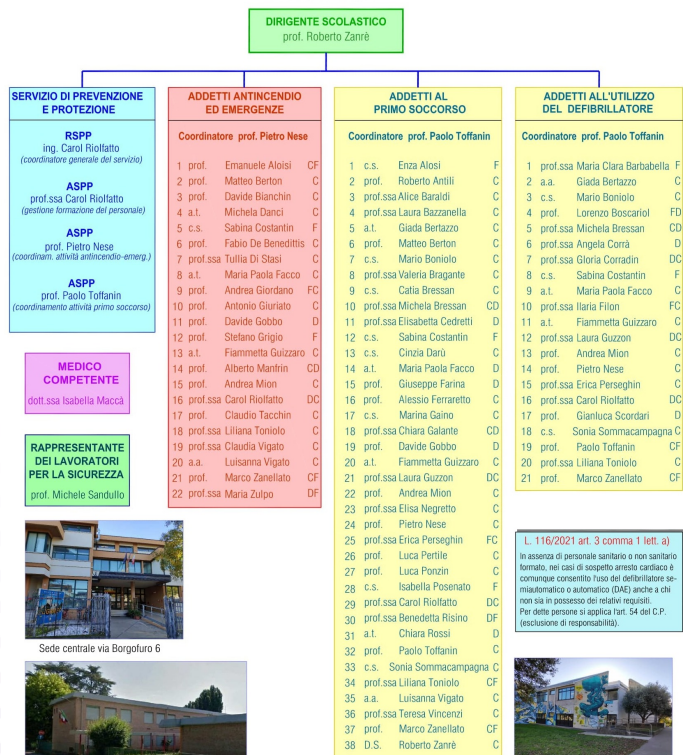 DIRIGENTE SCOLASTICO
prof. Roberto Zanrè
SERVIZIO DI PREVENZIONE
E PROTEZIONE
RSPP
ing. Carol Riolfatto
(coordinatore generale del servizio)
ASPP
prof.ssa Carol Riolfatto
(gestione formazione del personale)
ASPP
prof. Pietro Nese
(coordinam. attività antincendio-emerg.)
ASPP
prof. Paolo Toffanin
(coordinamento attività primo soccorso)
MEDICO
COMPETENTE
dott.ssa Isabella Maccà
RAPPRESENTANTE
DEI LAVORATORI
PER LA SICUREZZA
prof. Michele Sandullo
Sede centrale via Borgofuro 6
ADDETTI ANTINCENDIO
ED EMERGENZE
Coordinatore prof. Pietro Nese
1 prof. Emanuele Aloisi CF
2 prof. Matteo Berton C
3 prof. Davide Bianchin C
4 a.t. Michela Danci C
5 c.s. Sabina Costantin F
6 prof. Fabio De Benedittis C
7 prof.ssa Tullia Di Stasi C
8 a.t. Maria Paola Facco C
9 prof. Andrea Giordano FC
10 prof. Antonio Giuriato C
11 prof. Davide Gobbo D
12 prof. Stefano Grigio F
13 a.t. Fiammetta Guizzaro C
14 prof. Alberto Manfrin CD
15 prof. Andrea Mion C
16 prof.ssa Carol Riolfatto DC
17 prof. Claudio Tacchin C
18 prof.ssa Liliana Toniolo C
19 prof.ssa Claudia Vigato C
20 a.a. Luisanna Vigato C
21 prof. Marco Zanellato CF
22 prof.ssa Maria Zulpo DF
ADDETTI AL
PRIMO SOCCORSO
Coordinatore prof. Paolo Toffanin
1 c.s. Enza Alosi F
2 prof. Roberto Antili C
3 prof.ssa Alice Baraldi C
4 prof.ssa Laura Bazzanella C
5 a.t. Giada Bertazzo C
6 prof. Matteo Berton C
7 c.s. Mario Boniolo C
8 prof.ssa Valeria Bragante C
9 c.s. Catia Bressan C
10 prof.ssa Michela Bressan CD
11 prof.ssa Elisabetta Cedretti D
12 c.s. Sabina Costantin F
13 c.s. Cinzia Darù C
14 a.t. Maria Paola Facco D
15 prof. Giuseppe Farina D
16 prof. Alessio Ferraretto C
17 c.s. Marina Gaino C
18 prof.ssa Chiara Galante CD
19 prof. Davide Gobbo D
20 a.t. Fiammetta Guizzaro C
21 prof.ssa Laura Guzzon DC
22 prof. Andrea Mion C
23 prof.ssa Elisa Negretto C
24 prof. Pietro Nese C
25 prof.ssa Erica Perseghin FC
26 prof. Luca Pertile C
27 prof. Luca Ponzin C
28 c.s. Isabella Posenato F
29 prof.ssa Carol Riolfatto DC
30 prof.ssa Benedetta Risino DF
31 a.t. Chiara Rossi D
32 prof. Paolo Toffanin C
33 c.s. Sonia Sommacampagna C
34 prof.ssa Liliana Toniolo CF
35 a.a. Luisanna Vigato C
36 prof.ssa Teresa Vincenzi C
37 prof. Marco Zanellato CF
38 D.S. Roberto Zanrè C
ADDETTI ALL'UTILIZZO
DEL DEFIBRILLATORE
Coordinatore prof. Paolo Toffanin
1 prof.ssa Maria Clara Barbabella F
2 a.a. Giada Bertazzo C
3 c.s. Mario Boniolo C
4 prof. Lorenzo Boscariol FD
5 prof.ssa Michela Bressan CD
6 prof.ssa Angela Corrà D
7 prof.ssa Gloria Corradin DC
8 c.s. Sabina Costantin F
9 a.t. Maria Paola Facco C
10 prof.ssa Ilaria Filon FC
11 a.t. Fiammetta Guizzaro C
12 prof.ssa Laura Guzzon DC
13 prof. Andrea Mion C
14 prof. Pietro Nese C
15 prof.ssa Erica Perseghin C
16 prof.ssa Carol Riolfatto DC
17 prof. Gianluca Scordari D
18 c.s. Sonia Sommacampagna C
19 prof. Paolo Toffanin CF
20 prof.ssa Liliana Toniolo C
21 prof. Marco Zanellato CF
L. 116/2021 art. 3 comma 1 lett. a)
In assenza di personale sanitario o non sanitario
formato, nei casi di sospetto arresto cardiaco è
comunque consentito l'uso del defibrillatore se-
miautomatico o automatico (DAE) anche a chi
non sia in possesso dei relativi requisiti.
Per dette persone si applica l'art. 54 del C.P.
(esclusione di responsabilità).